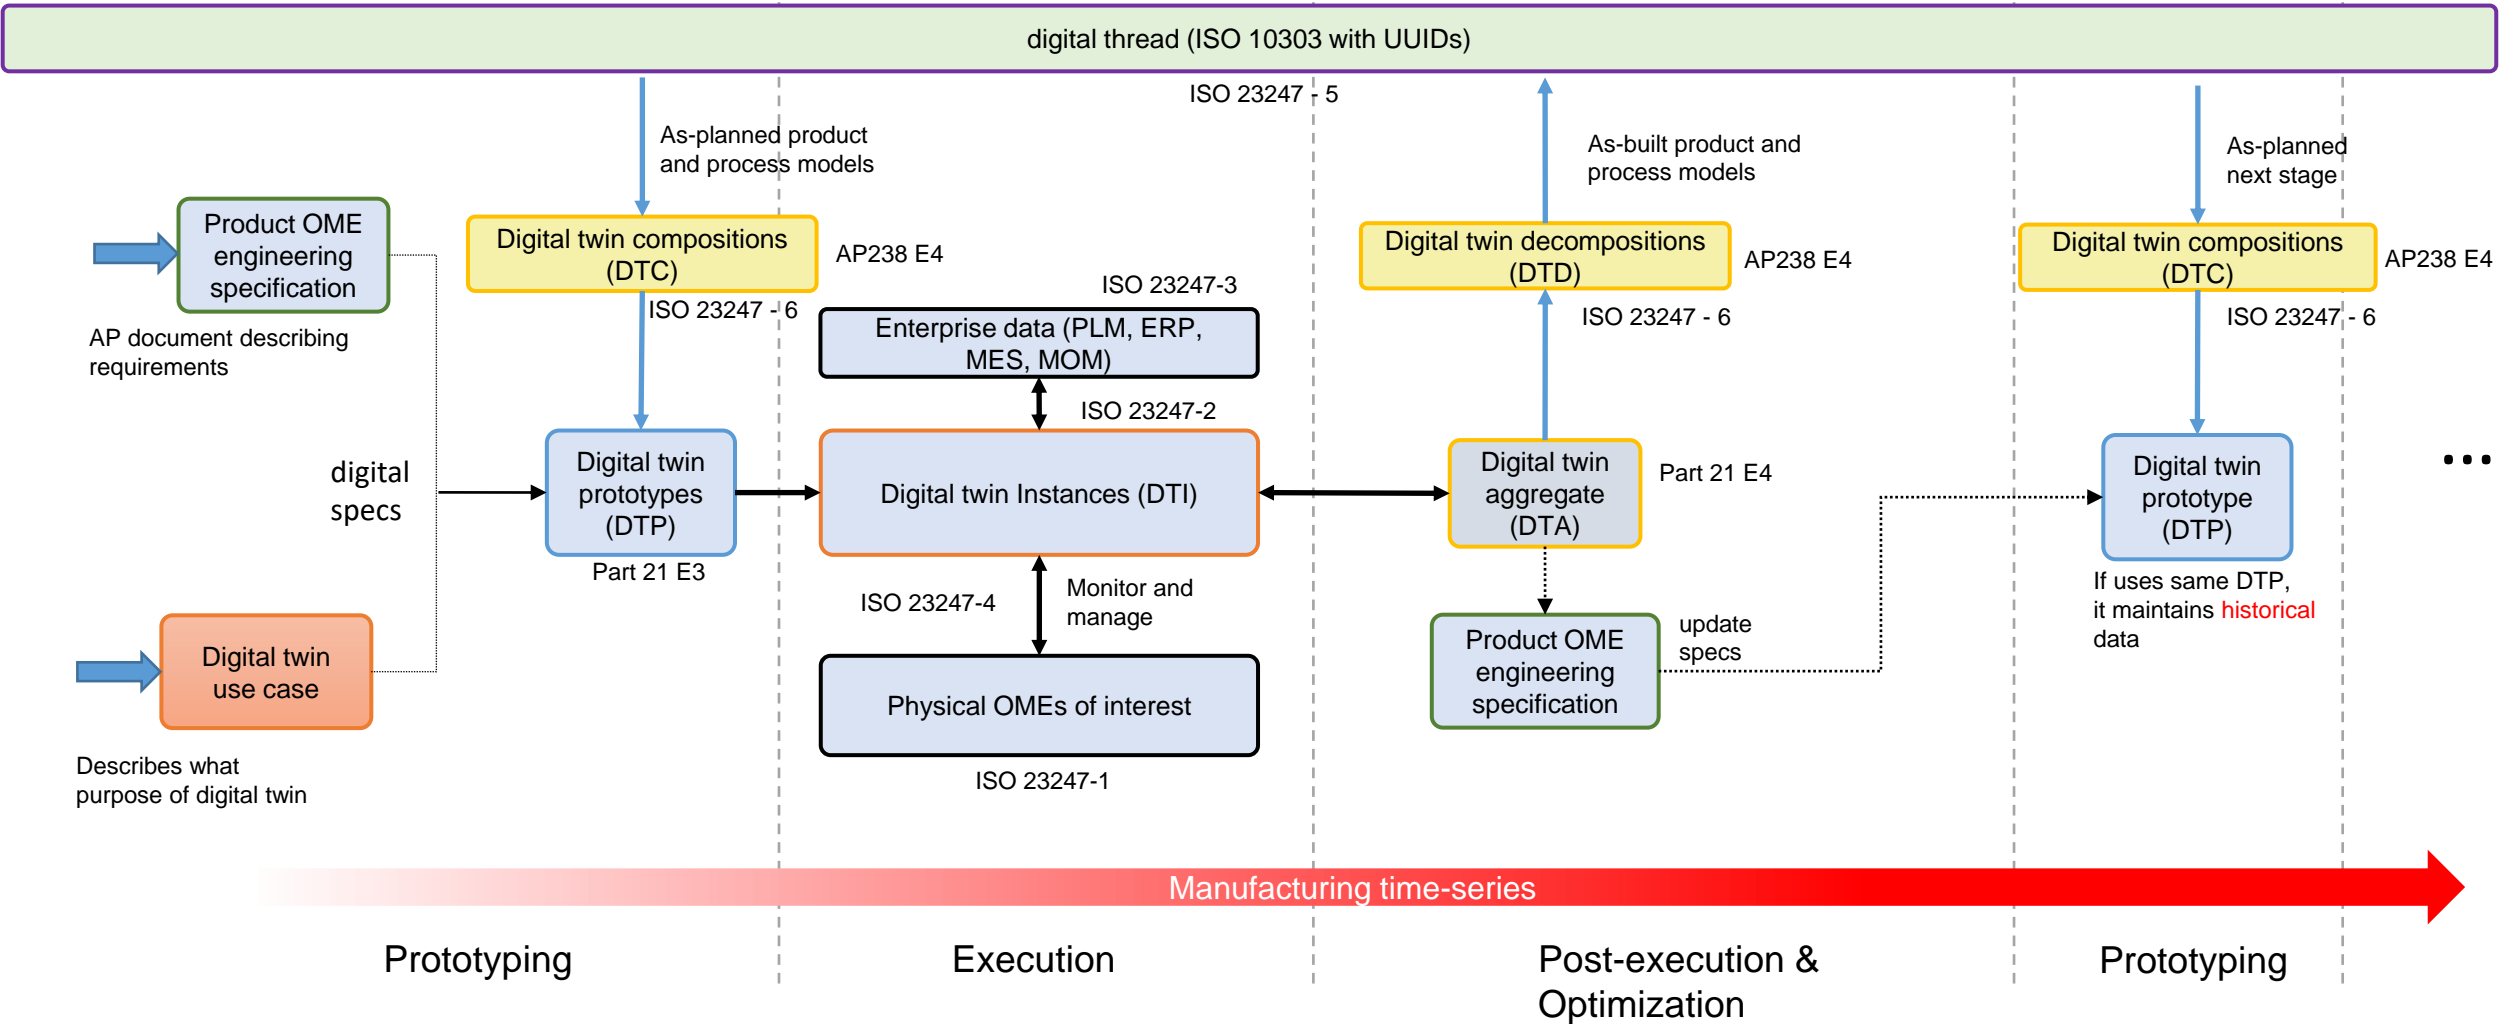 digital thread (ISO 10303 with UUIDs)
ISO 23247 - 5
As-planned product
and process models
As-built product and
process models
As-planned
next stage
Product OME
engineering
specification
AP document describing
requirements
Digital twin compositions
(DTC)
AP238 E4
ISO 23247 - 6
ISO 23247-3
Enterprise data (PLM, ERP,
MES, MOM)
ISO 23247-2
Digital twin decompositions
(DTD)
AP238 E4
ISO 23247 - 6
Digital twin compositions
(DTC)
AP238 E4
ISO 23247 - 6
digital
specs
Digital twin
prototypes
(DTP)
Part 21 E3
Digital twin Instances (DTI)
Digital twin
aggregate
(DTA)
Part 21 E4
Digital twin
prototype
(DTP)
...
If uses same DTP,
it maintains historical
data
ISO 23247-4
Monitor and
manage
Digital twin
use case
Describes what
purpose of digital twin
Physical OMEs of interest
ISO 23247-1
Product OME
engineering
specification
update
specs
Manufacturing time-series
Prototyping
Execution
Post-execution &
Optimization
Prototyping